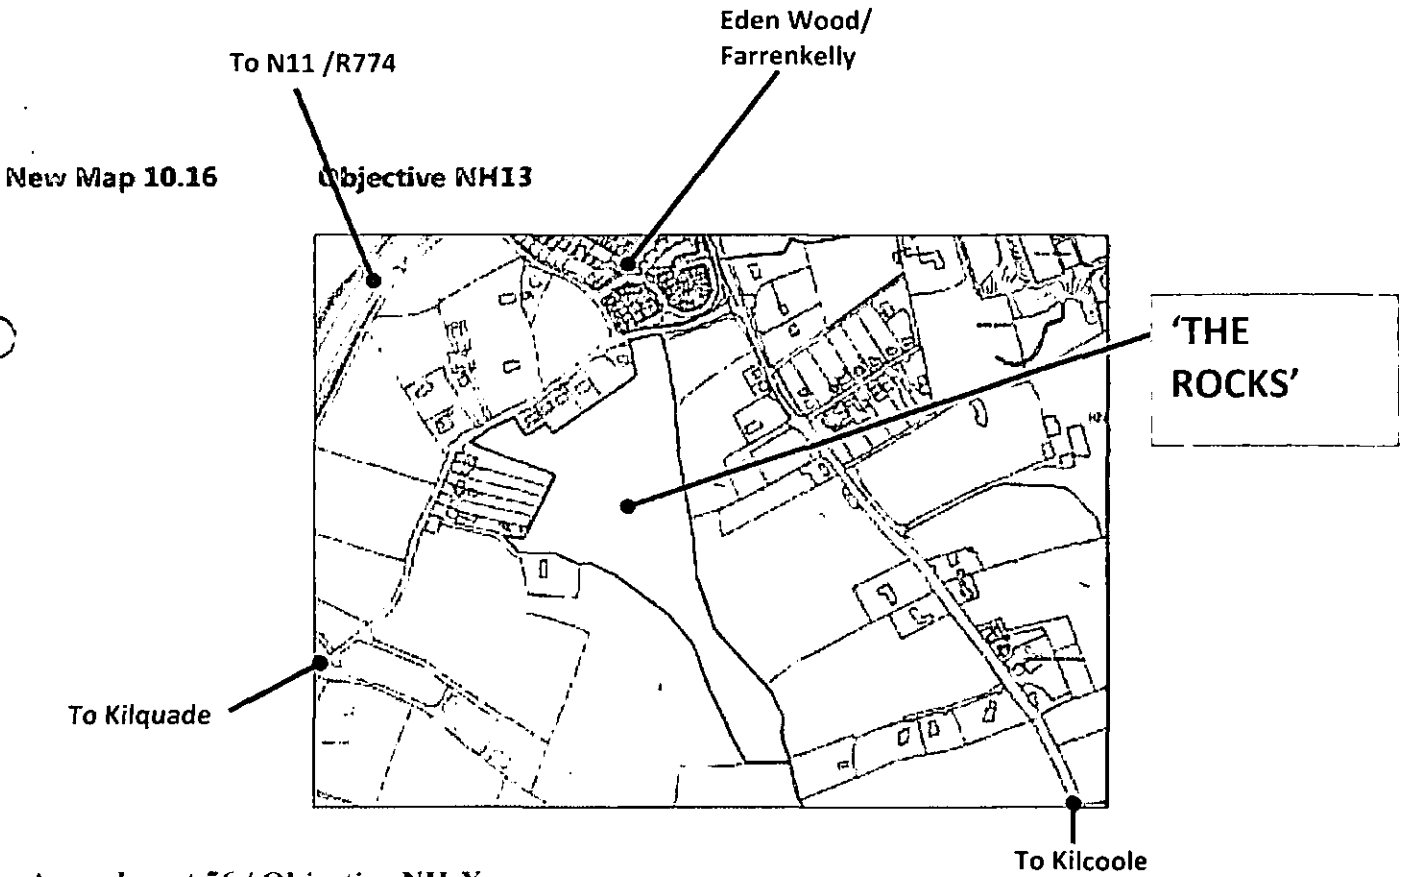 Eden Wood/
Farrenkelly
To N11 /R774
New Map 10.16 Objective NH13
'THE
ROCKS'
To Kilquade
To Kilcoole